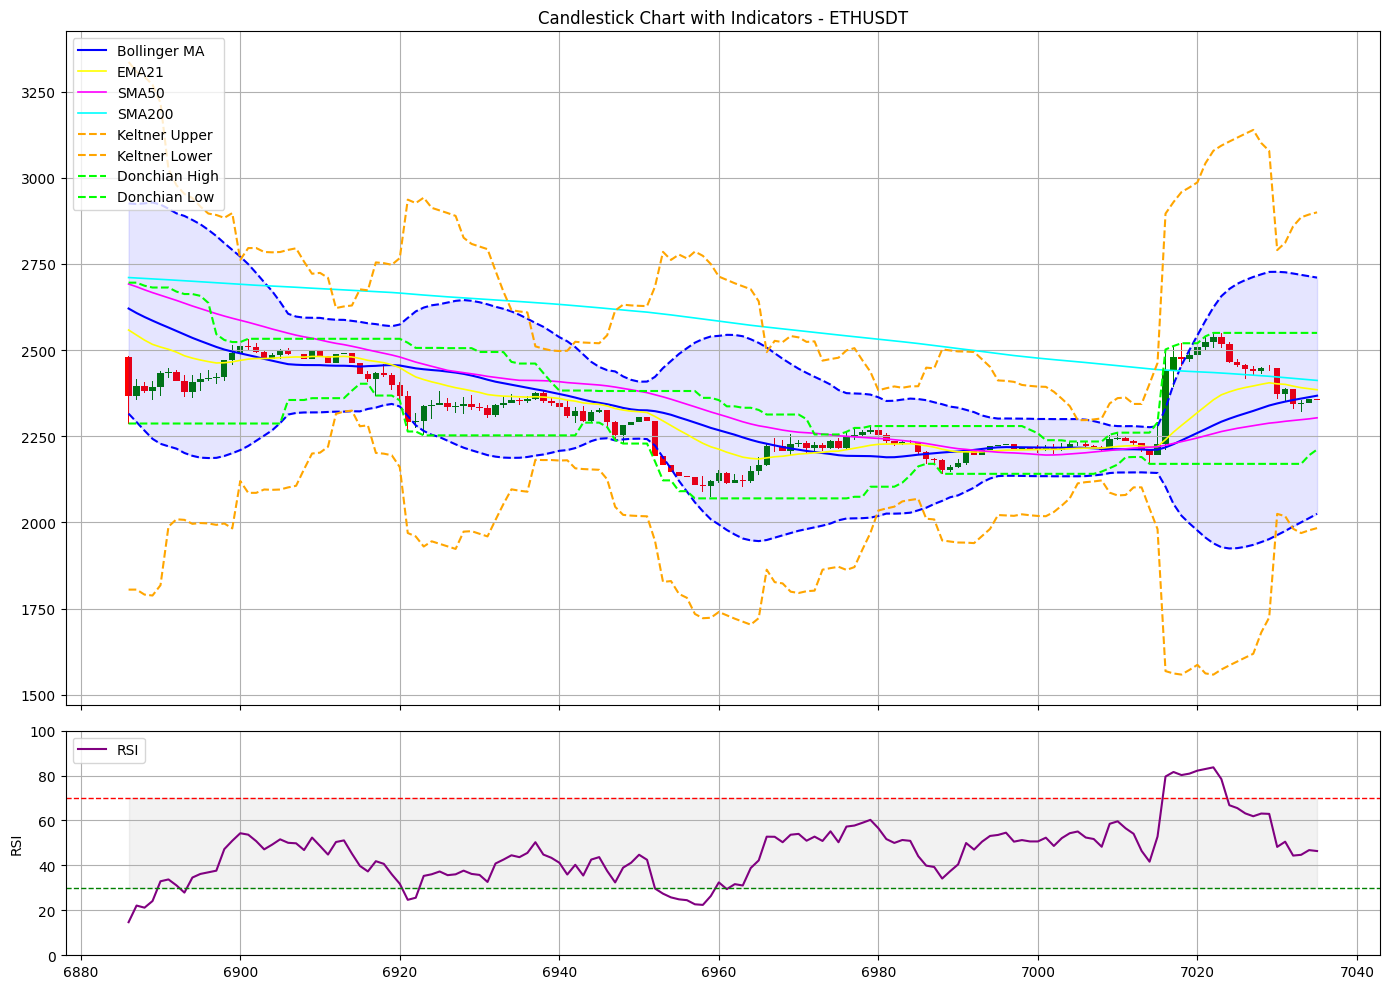 Candlestick Chart with Indicators - ETHUSDT
Bollinger MA
EMA21
SMA50
SMA200
Keltner Upper
Keltner Lower
Donchian High
Donchian Low
3250
3000
2750
2500
2250
2000
1750
1500
RSI
100
80
60
40
20
0
RSI
6880 6900 6920 6940 6960 6980 7000 7020 7040